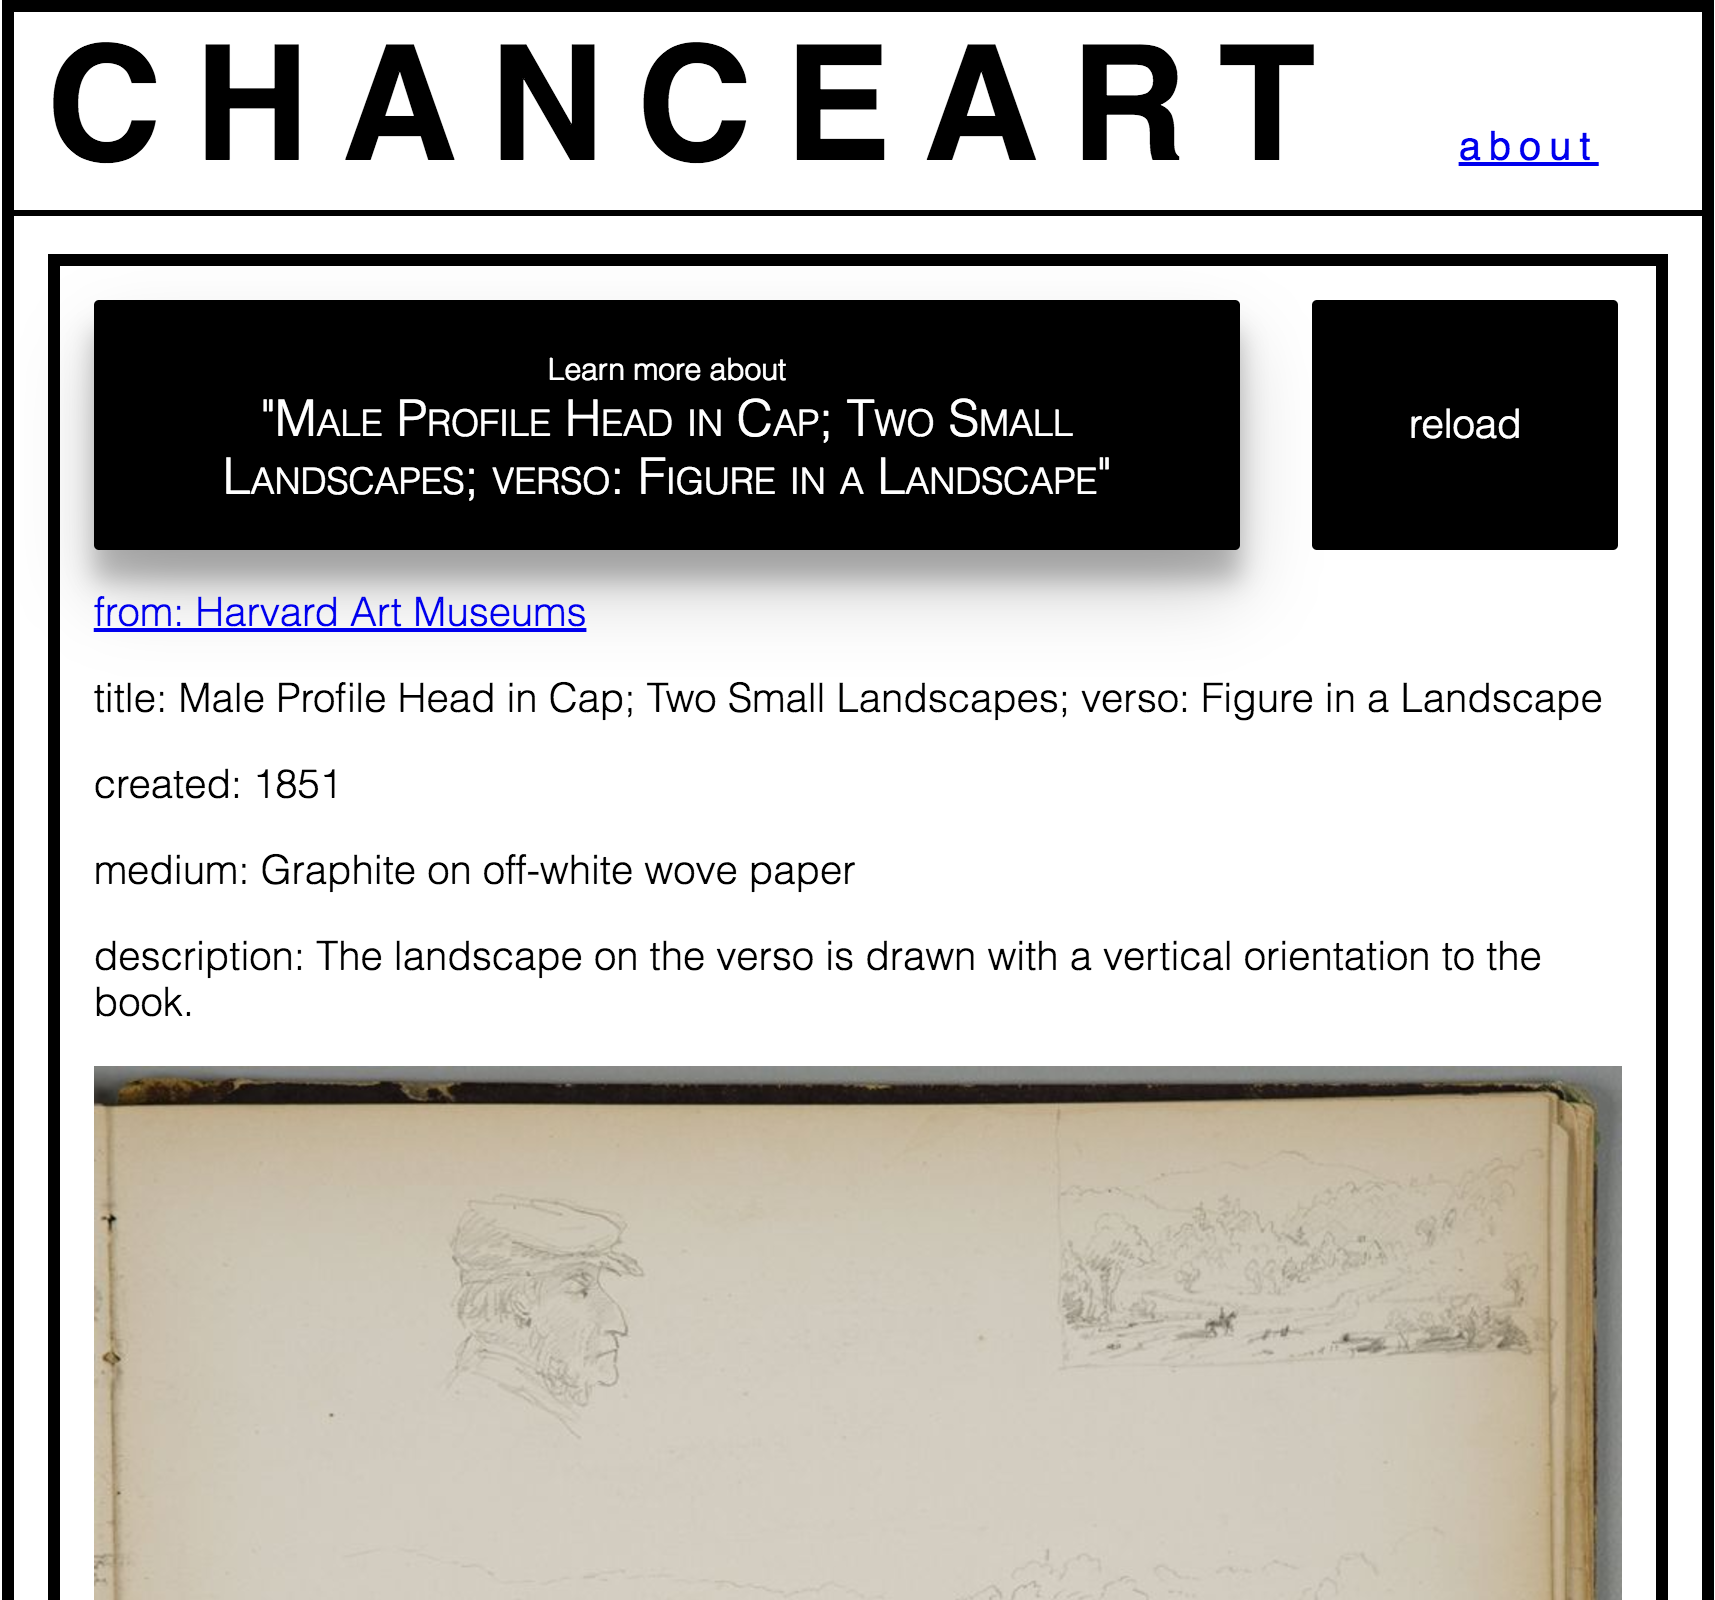 CHANCEART
about
Learn more about
"Male Profile Head in Cap; Two Small
Landscapes; verso: Figure in a Landscape"
reload
from: Harvard Art Museums
title: Male Profile Head in Cap; Two Small Landscapes; verso: Figure in a Landscape
created: 1851
medium: Graphite on off-white wove paper
description: The landscape on the verso is drawn with a vertical orientation to the
book.